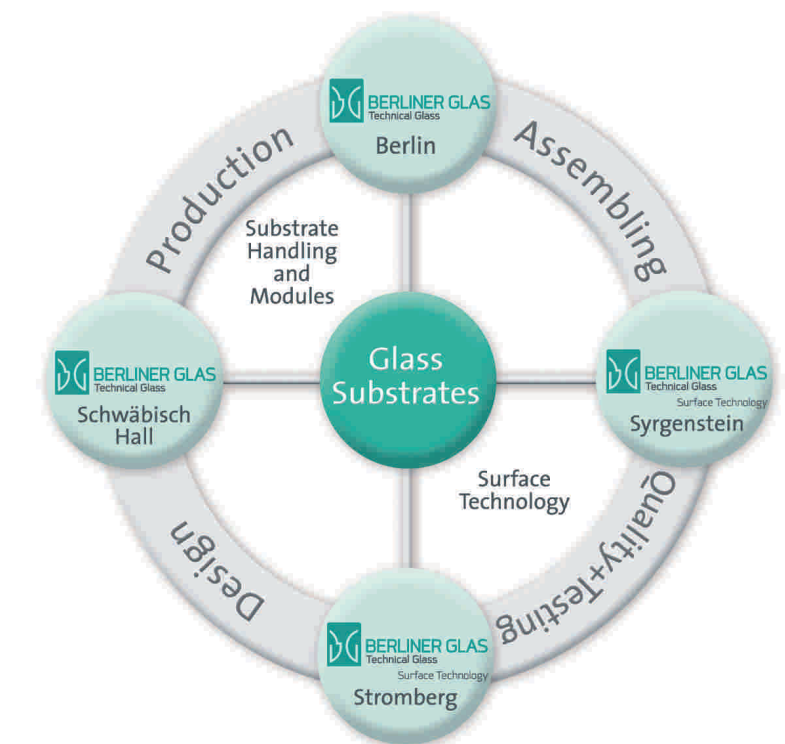 BERLINER GLAS
Technical Glass
Berlin
Production
Assembling
Substrate
Handling
and
Modules
Glass
Substrates
BERLINER GLAS
Technical Glass
Schwäbisch
Hall
BERLINER GLAS
Technical Glass
Surface Technology
Syrgenstein
Surface
Technology
Design
Quality+Testing
BERLINER GLAS
Technical Glass
Surface Technology
Stromberg